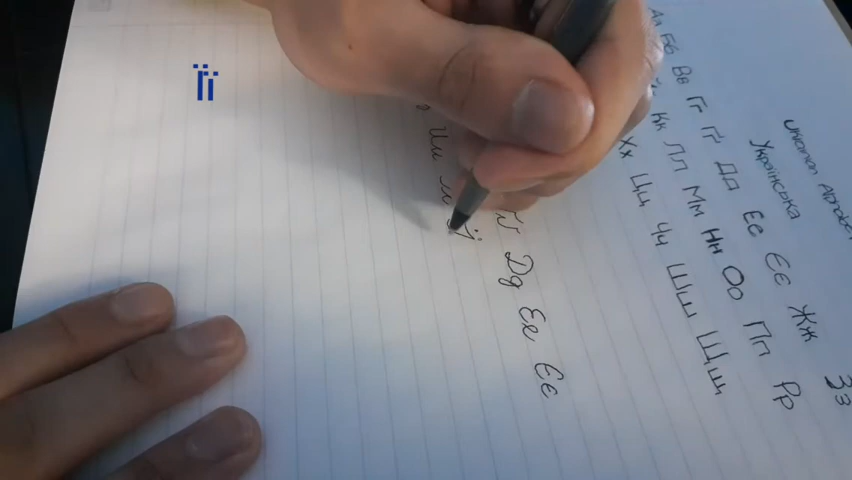 Її
Українська
Аа Бб Вв Гг Ґґ Дд Ее Єє Жж Зз
Кк Лл Мм Нн Оо Пп Рр
Хх Цц Чч Шш Щщ
Ґґ Дд Ее Єє
Ии
Ї